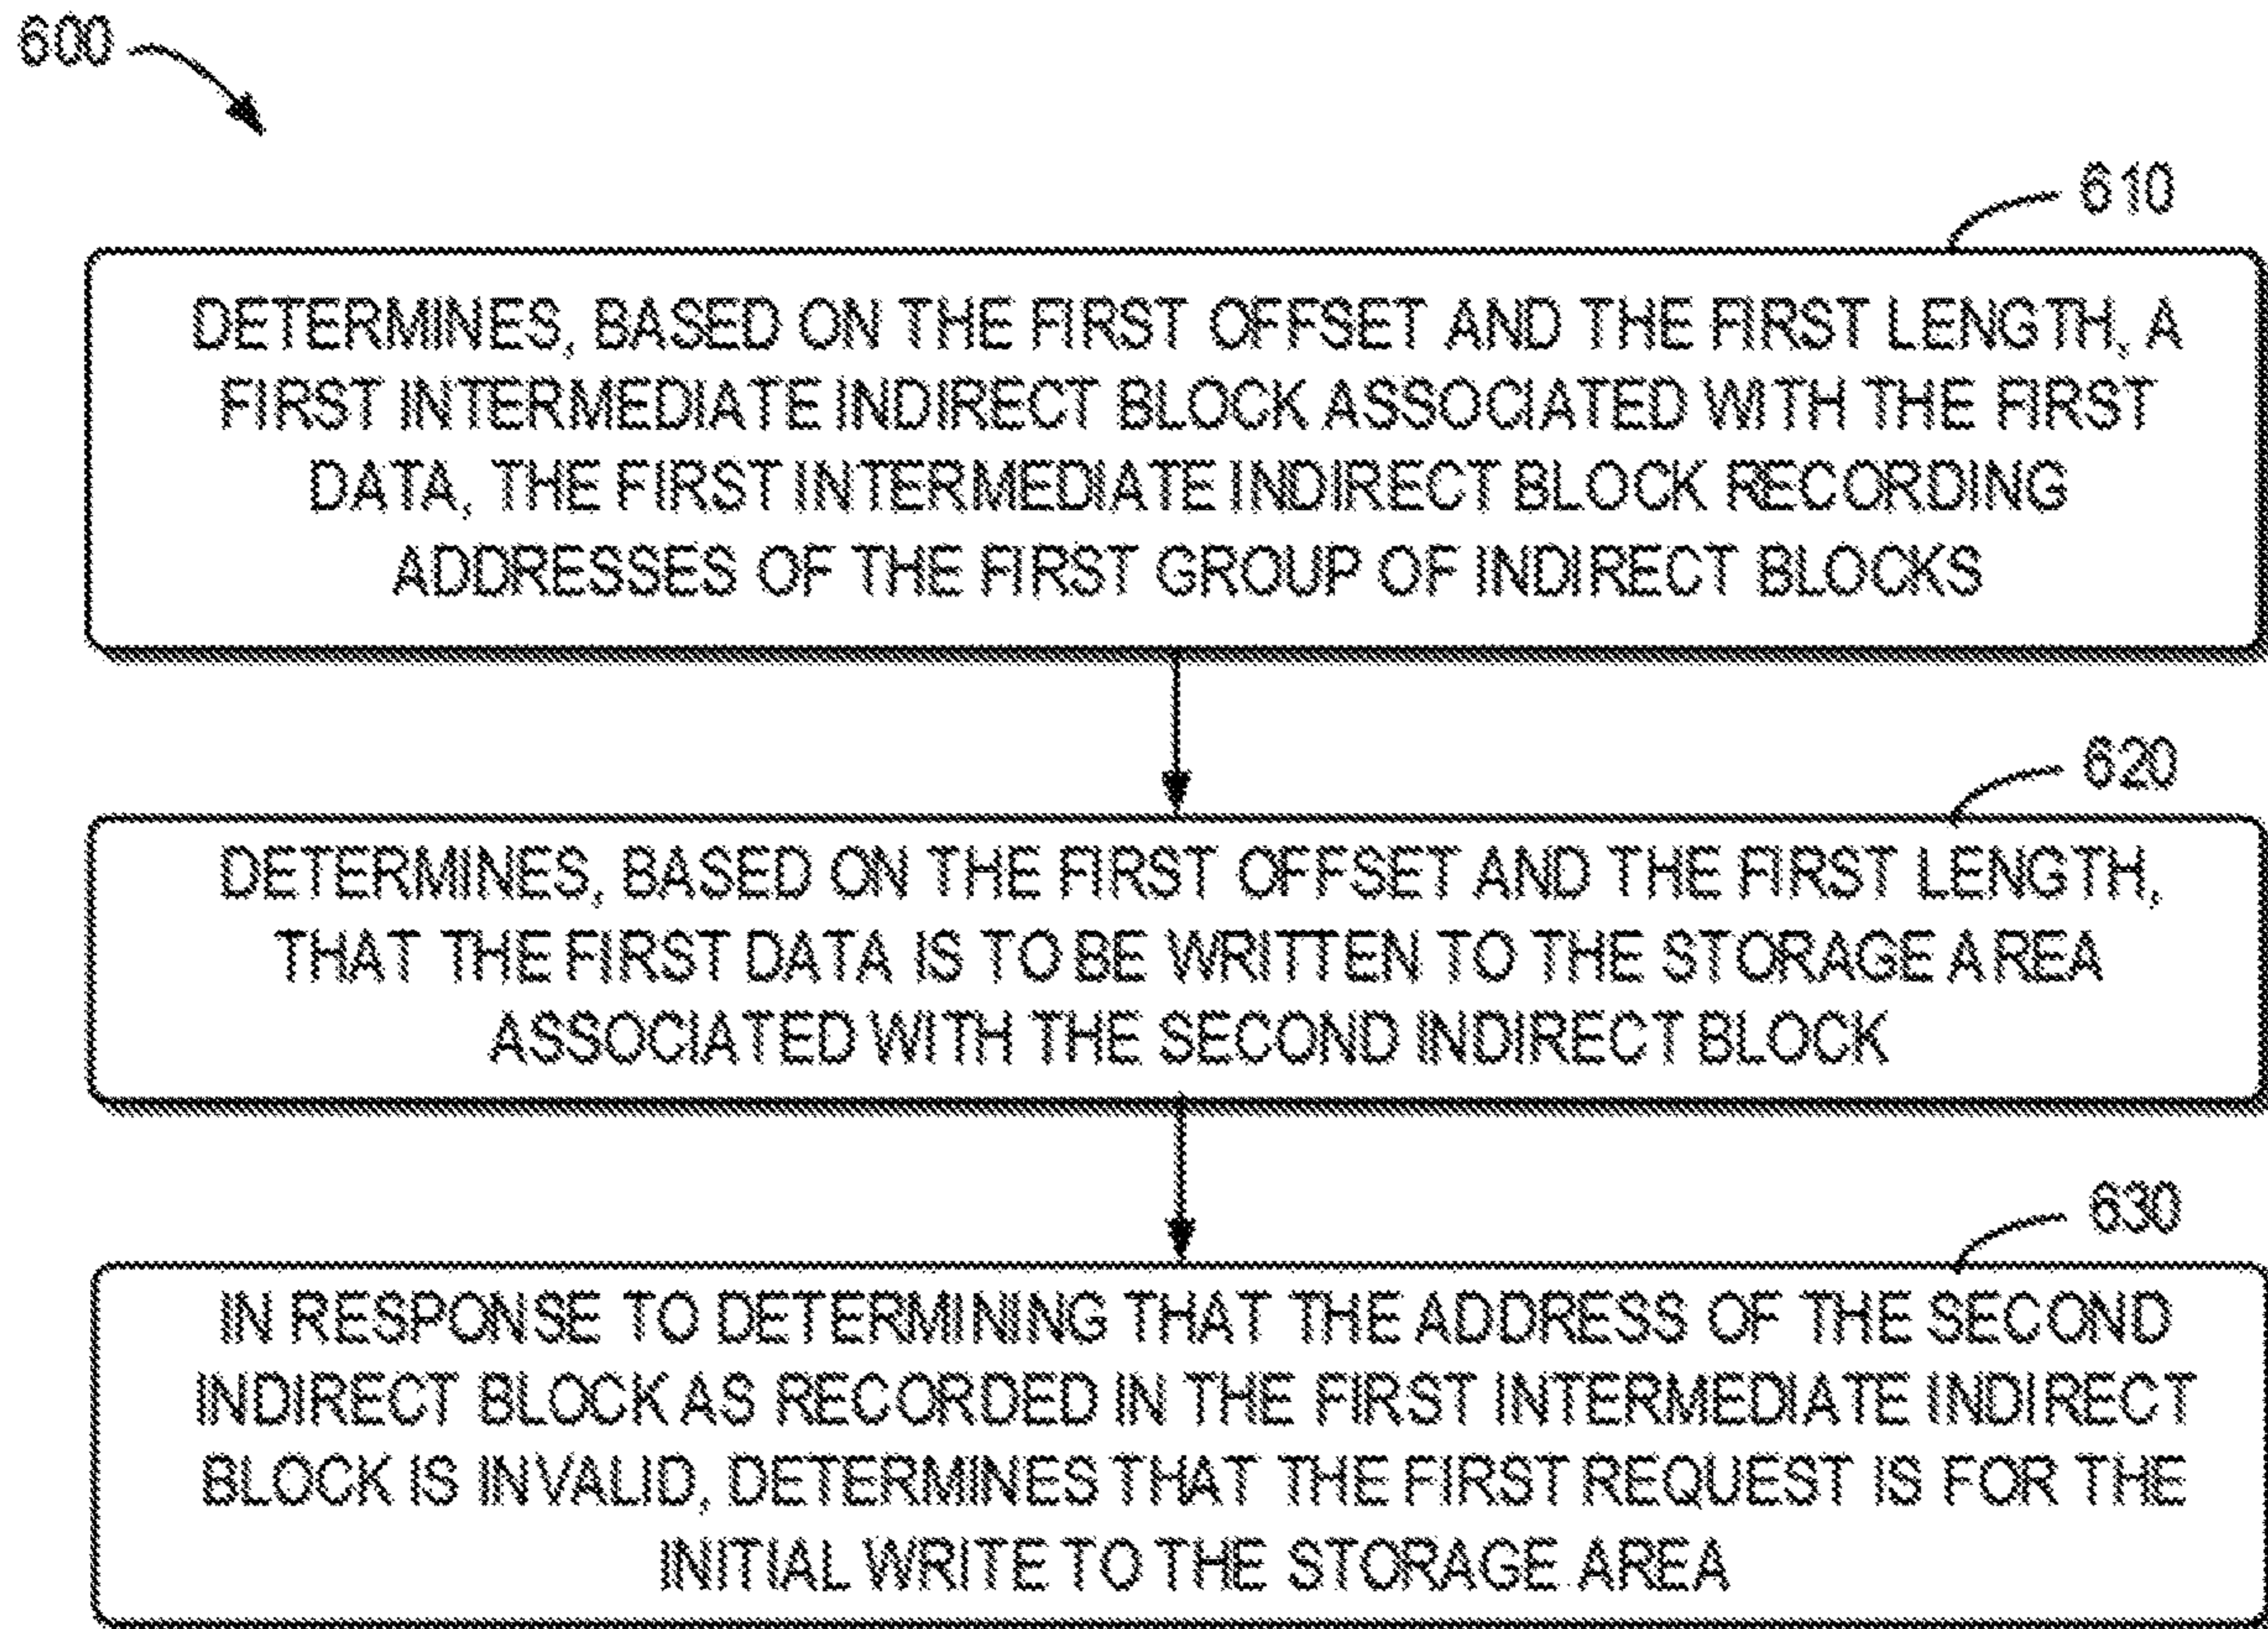 600
610
DETERMINES, BASED ON THE FIRST OFFSET AND THE FIRST LENGTH, A
FIRST INTERMEDIATE INDIRECT BLOCK ASSOCIATED WITH THE FIRST
DATA, THE FIRST INTERMEDIATE INDIRECT BLOCK RECORDING
ADDRESSES OF THE FIRST GROUP OF INDIRECT BLOCKS
620
DETERMINES, BASED ON THE FIRST OFFSET AND THE FIRST LENGTH,
THAT THE FIRST DATA IS TO BE WRITTEN TO THE STORAGE AREA
ASSOCIATED WITH THE SECOND INDIRECT BLOCK
630
IN RESPONSE TO DETERMINING THAT THE ADDRESS OF THE SECOND
INDIRECT BLOCK AS RECORDED IN THE FIRST INTERMEDIATE INDIRECT
BLOCK IS INVALID, DETERMINES THAT THE FIRST REQUEST IS FOR THE
INITIAL WRITE TO THE STORAGE AREA